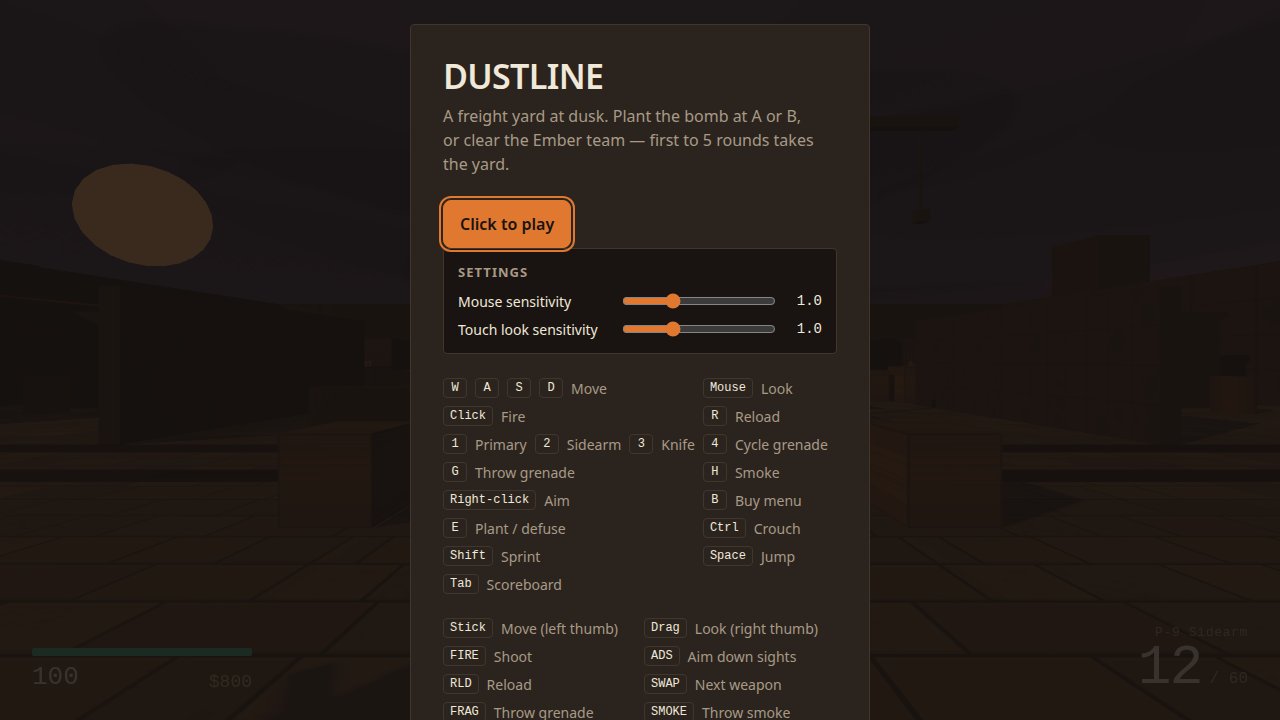 DUSTLINE
A freight yard at dusk. Plant the bomb at A or B,
or clear the Ember team — first to 5 rounds takes
the yard.
Click to play
SETTINGS
Mouse sensitivity 1.0
Touch look sensitivity 1.0
W A S D Move Mouse Look
Click Fire R Reload
1 Primary 2 Sidearm 3 Knife 4 Cycle grenade
G Throw grenade H Smoke
Right-click Aim B Buy menu
E Plant / defuse Ctrl Crouch
Shift Sprint Space Jump
Tab Scoreboard
Stick Move (left thumb) Drag Look (right thumb)
FIRE Shoot ADS Aim down sights
RLD Reload SWAP Next weapon
FRAG Throw grenade SMOKE Throw smoke
100 $800
P-9 Sidearm
12 / 60